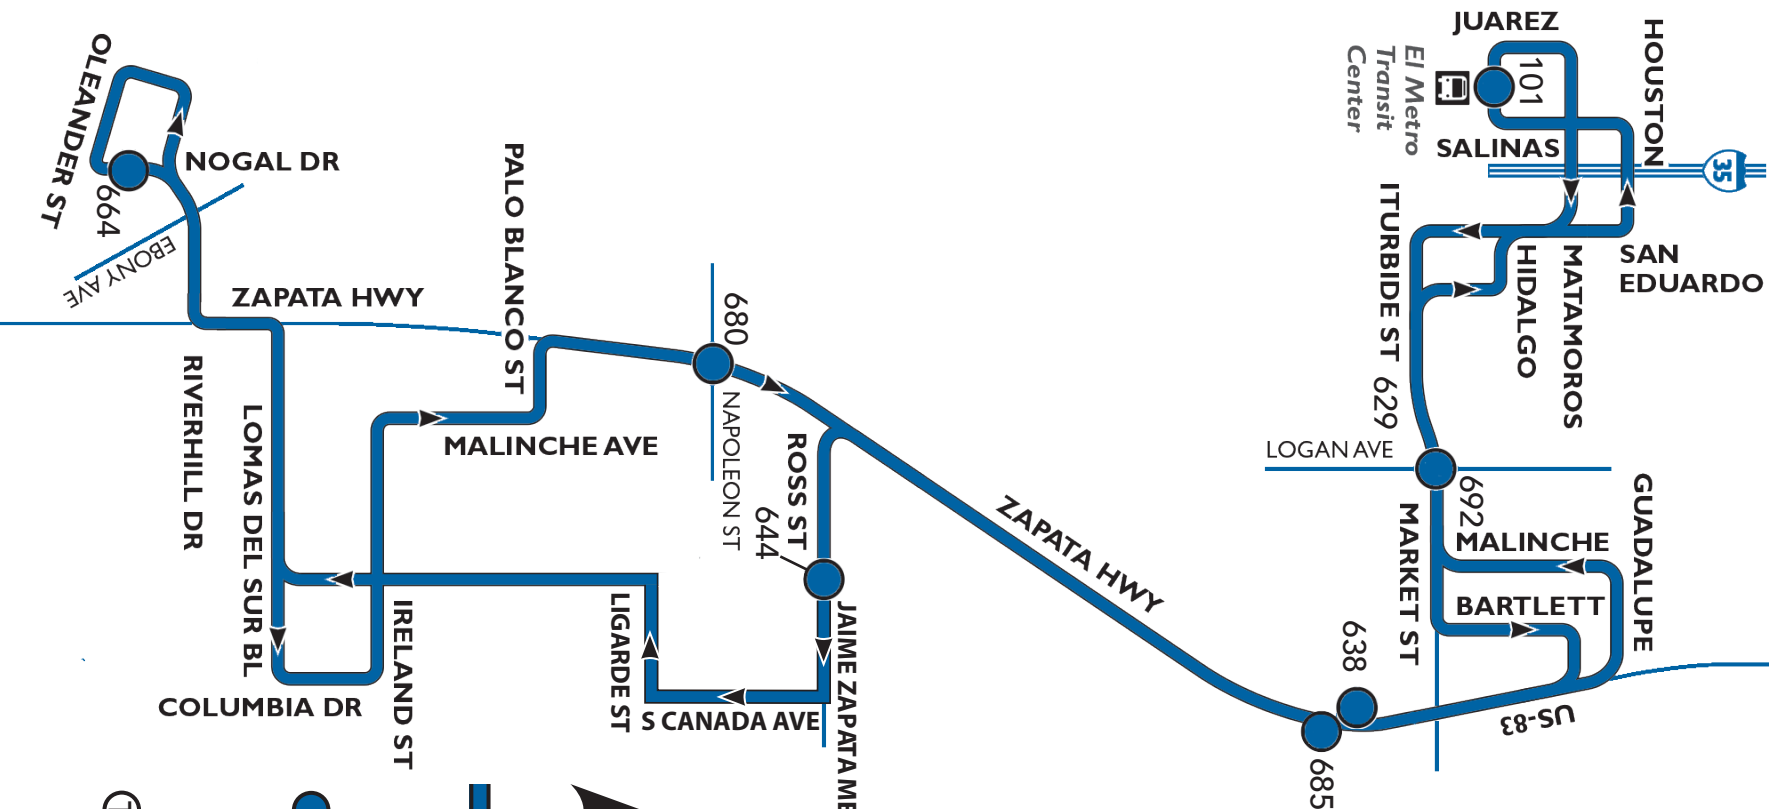 JUAREZ
HOUSTON
El Metro
Transit
Center
101
SALINAS
35
OLEANDER ST
NOGAL DR
664
EBONY AVE
ZAPATA HWY
PALO BLANCO ST
680
ITURBIDE ST
HIDALGO
MATAMOROS
SAN
EDUARDO
RIVERHILL DR
LOMAS DEL SUR BL
MALINCHE AVE
NAPOLEON ST
ROSS ST
644
629
LOGAN AVE
692
GUADALUPE
MALINCHE
MARKET ST
BARTLETT
ZAPATA HWY
IRELAND ST
LIGARDE ST
JAIME ZAPATA ME
S CANADA AVE
COLUMBIA DR
638
US-83
685